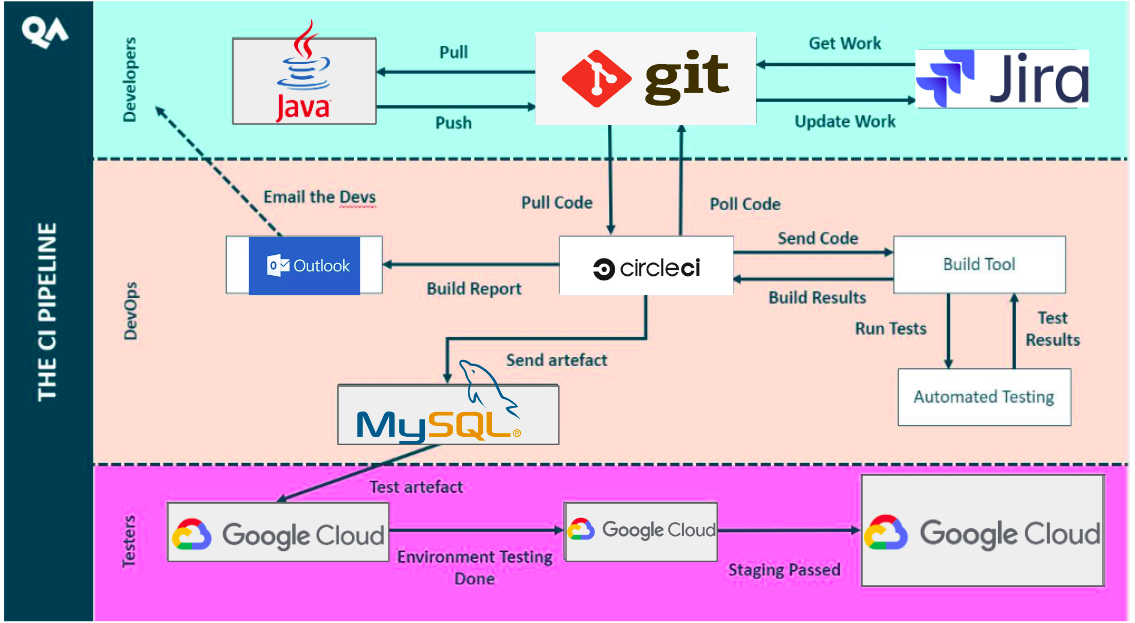 QA
THE CI PIPELINE
Developers
Java
Pull
Push
git
Get Work
Update Work
Jira
DevOps
Email the Devs
Pull Code
Poll Code
Outlook
Build Report
circleci
Send Code
Build Results
Build Tool
Run Tests
Test
Results
Automated Testing
Send artefact
MySQL
Testers
Test artefact
Google Cloud
Environment Testing
Done
Google Cloud
Staging Passed
Google Cloud